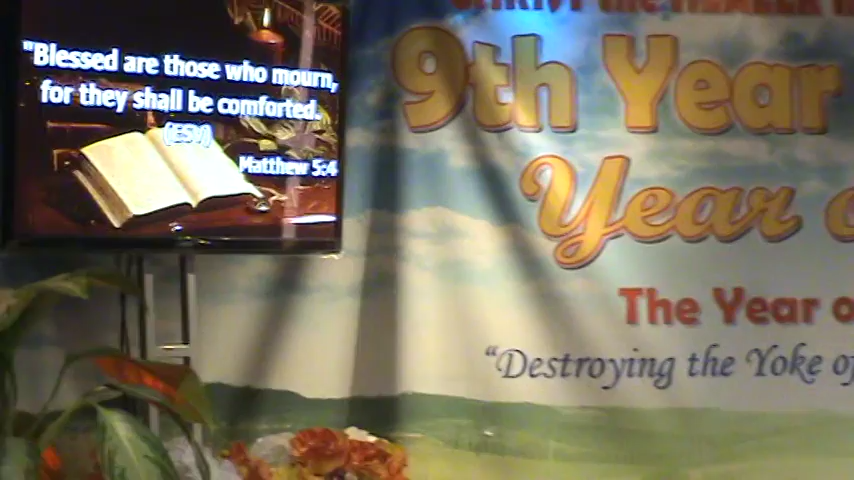 "Blessed are those who mourn,
for they shall be comforted.
(ESV)
Matthew 5:4
9th Year
Year
The Year
"Destroying the Yoke of